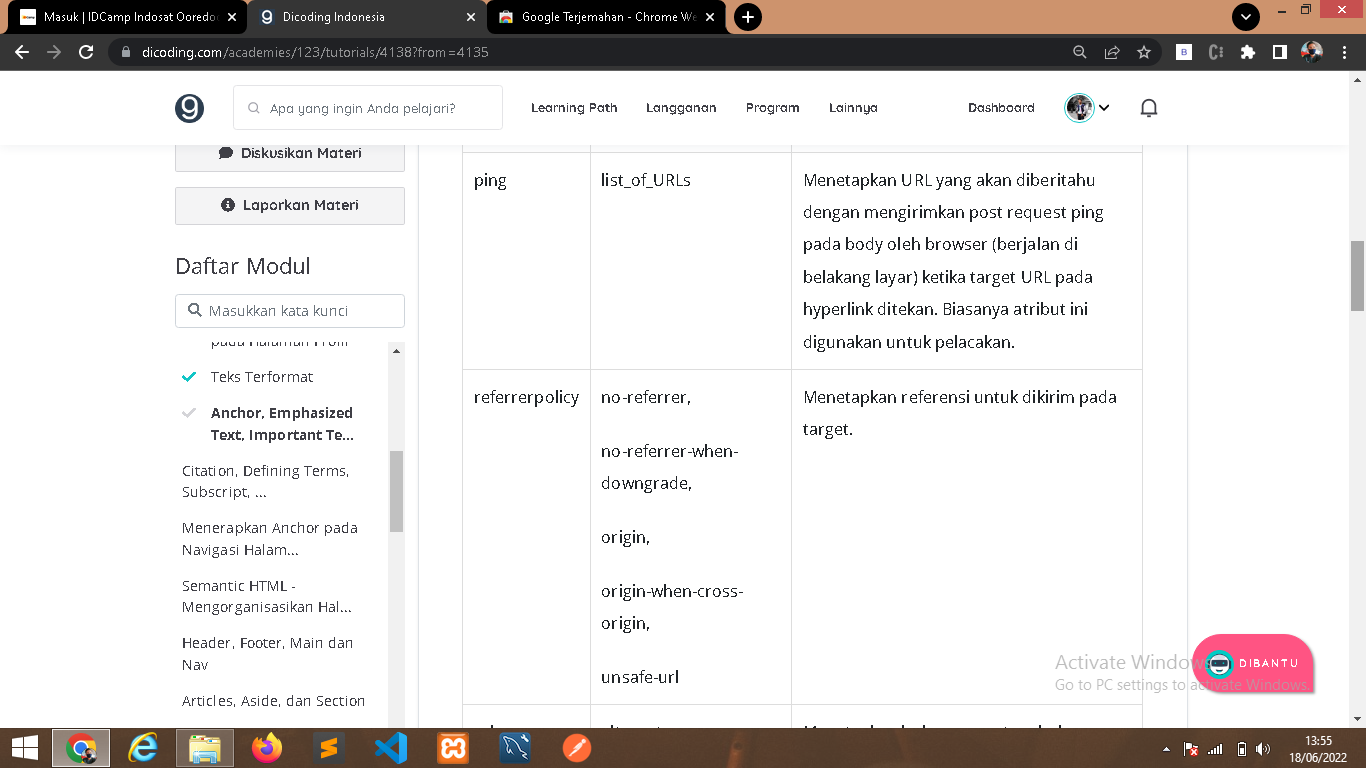 Masuk | IDCamp Indosat Ooredoo
Dicoding Indonesia
Google Terjemahan - Chrome We
dicoding.com/academies/123/tutorials/4138?from=4135
Apa yang ingin Anda pelajari?
Learning Path
Langganan
Program
Lainnya
Dashboard
Diskusikan Materi
Laporkan Materi
Daftar Modul
Masukkan kata kunci
Teks Terformat
Anchor, Emphasized
Text, Important Te...
Citation, Defining Terms,
Subscript, ...
Menerapkan Anchor pada
Navigasi Halam...
Semantic HTML -
Mengorganisasikan Hal...
Header, Footer, Main dan
Nav
Articles, Aside, dan Section
ping
list_of_URLs
Menetapkan URL yang akan diberitahu
dengan mengirimkan post request ping
pada body oleh browser (berjalan di
belakang layar) ketika target URL pada
hyperlink ditekan. Biasanya atribut ini
digunakan untuk pelacakan.
referrerpolicy
no-referrer,
no-referrer-when-
downgrade,
origin,
origin-when-cross-
origin,
unsafe-url
Menetapkan referensi untuk dikirim pada
target.
Activate Windows
Go to PC settings to activate Windows.
DIBANTU
13:55
18/06/2022